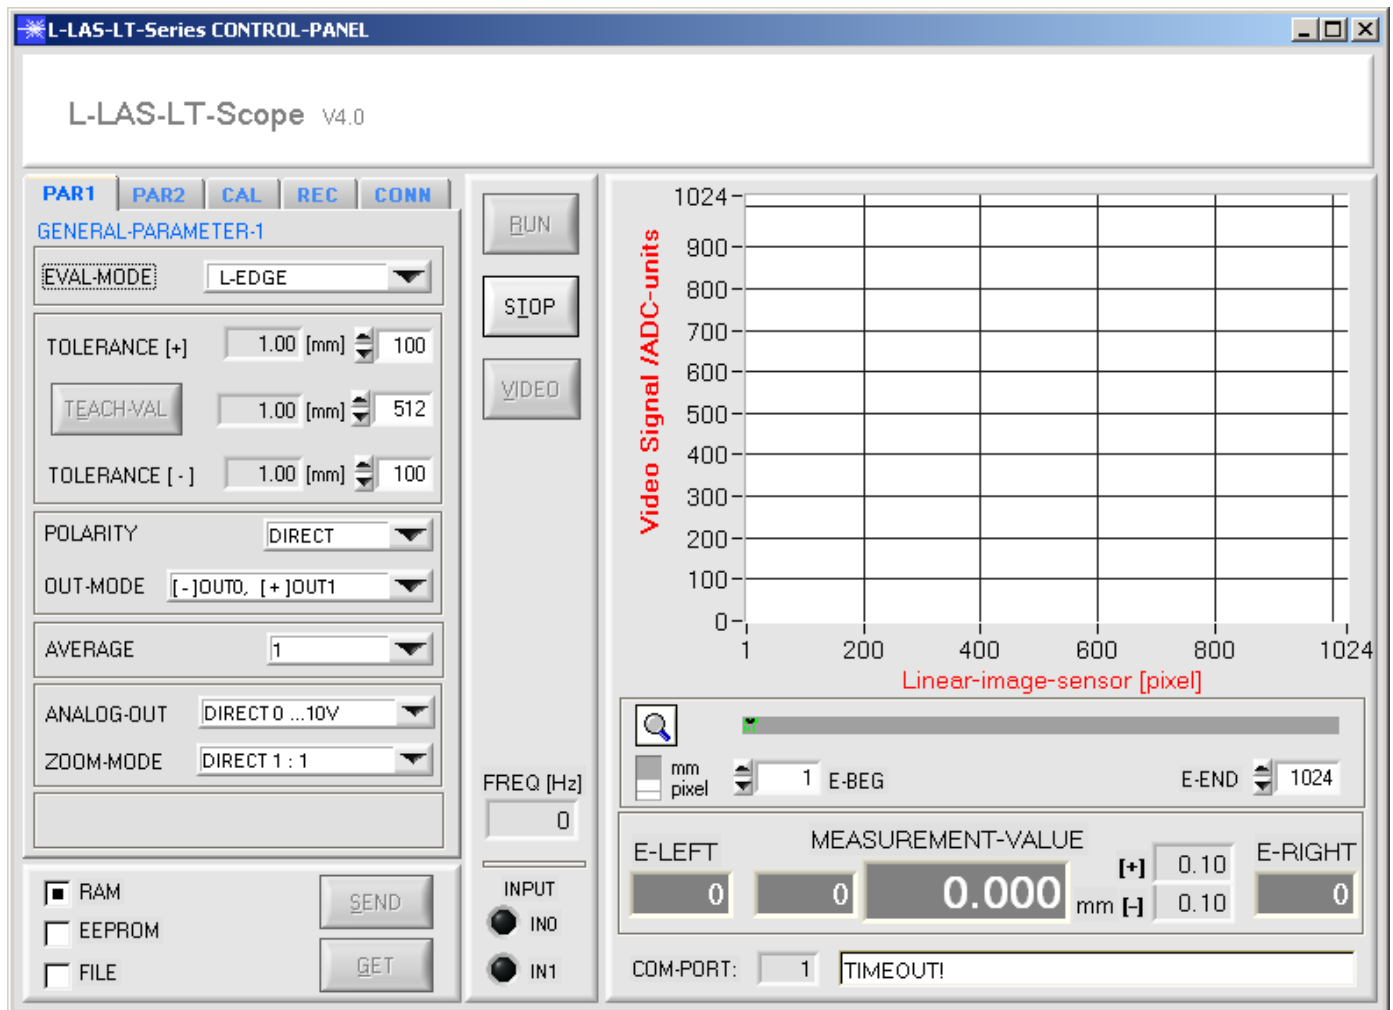 L-LAS-LT-Series CONTROL-PANEL
L-LAS-LT-Scope V4.0
PAR1 PAR2 CAL REC CONN
GENERAL-PARAMETER-1
EVAL-MODE L-EDGE
TOLERANCE [+] 1.00 [mm] 100
TEACH-VAL 1.00 [mm] 512
TOLERANCE [ - ] 1.00 [mm] 100
POLARITY DIRECT
OUT-MODE [ - ]OUT0, [ + ]OUT1
AVERAGE 1
ANALOG-OUT DIRECT 0 ...10V
ZOOM-MODE DIRECT 1 : 1
RAM
EEPROM
FILE
SEND
GET
RUN
STOP
VIDEO
FREQ [Hz]
0
INPUT
IN0
IN1
Video Signal /ADC-units
1024
900
800
700
600
500
400
300
200
100
0
1 200 400 600 800 1024
Linear-image-sensor [pixel]
mm
pixel
1 E-BEG
E-END 1024
E-LEFT
0
MEASUREMENT-VALUE
0 0.000 mm
[+] 0.10
[-] 0.10
E-RIGHT
0
COM-PORT: 1 TIMEOUT!